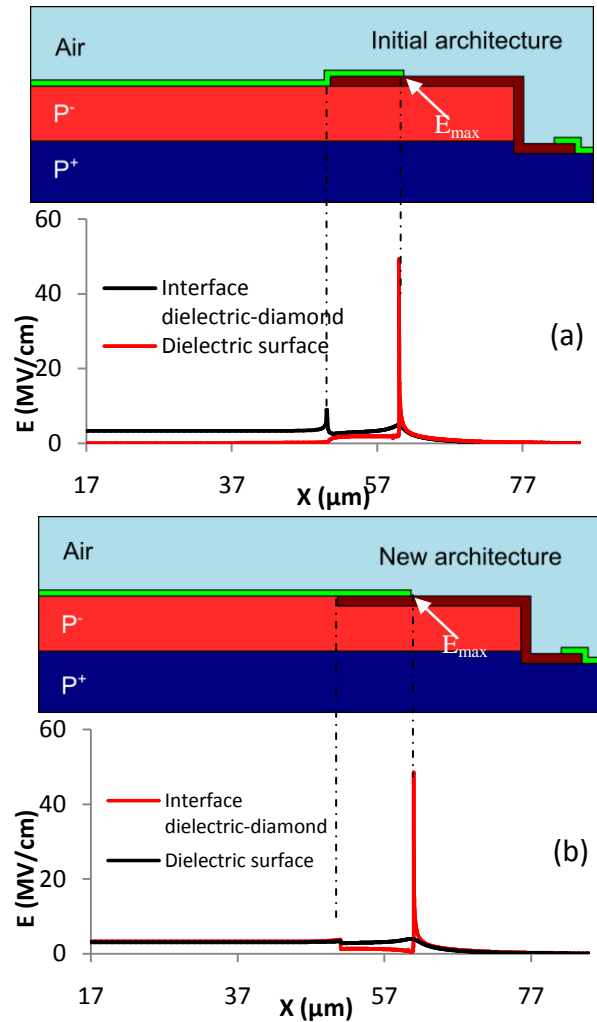 Air
Initial architecture
P⁻
Eₘₐₓ
P⁺
60
40
20
0
E (MV/cm)
Interface
dielectric-diamond
Dielectric surface
(a)
17 37 57 77
X (μm)
Air
New architecture
P⁻
Eₘₐₓ
P⁺
60
40
20
0
E (MV/cm)
Interface
dielectric-diamond
Dielectric surface
(b)
17 37 57 77
X (μm)